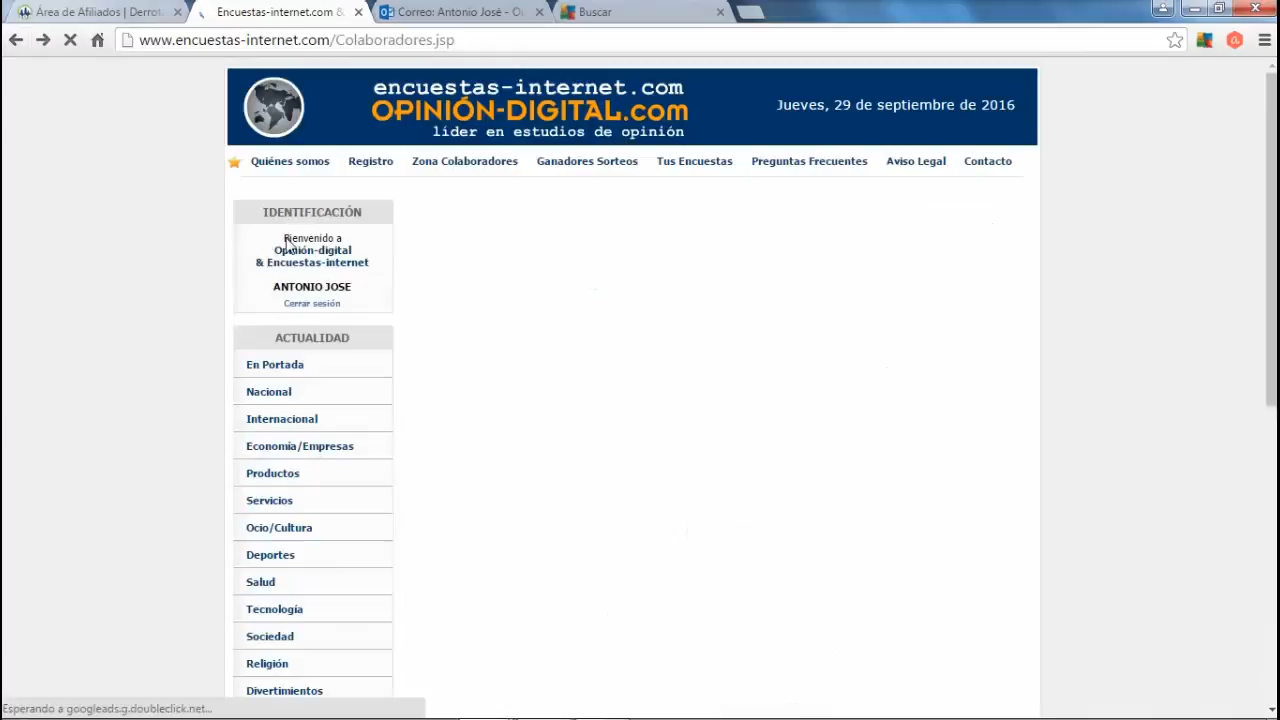 Área de Afiliados | Derrot
Encuestas-internet.com &
Correo: Antonio José - Ou
Buscar
www.encuestas-internet.com/Colaboradores.jsp
encuestas-internet.com
OPINIÓN-DIGITAL.com
líder en estudios de opinión
Jueves, 29 de septiembre de 2016
Quiénes somos Registro Zona Colaboradores Ganadores Sorteos Tus Encuestas Preguntas Frecuentes Aviso Legal Contacto
IDENTIFICACIÓN
Bienvenido a
Opinión-digital
& Encuestas-internet
ANTONIO JOSE
Cerrar sesión
ACTUALIDAD
En Portada
Nacional
Internacional
Economía/Empresas
Productos
Servicios
Ocio/Cultura
Deportes
Salud
Tecnología
Sociedad
Religión
Divertimientos
Esperando a googleads.g.doubleclick.net...